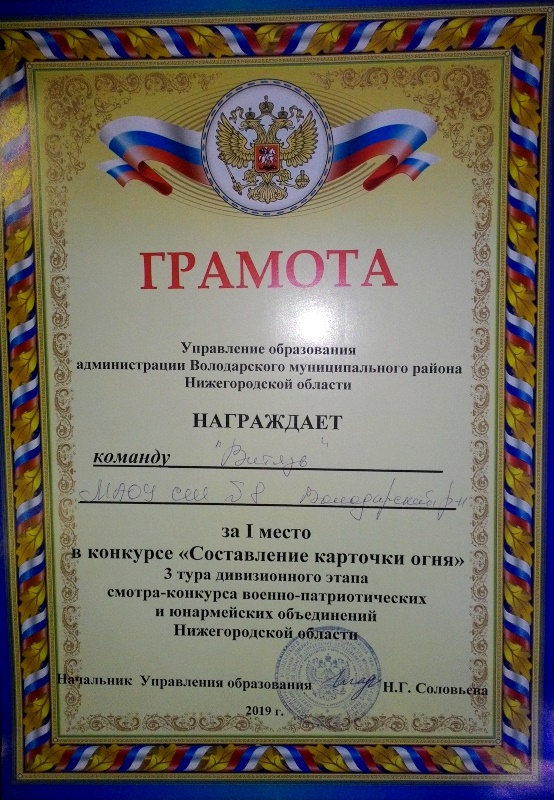 ГРАМОТА
Управление образования
администрации Володарского муниципального района
Нижегородской области
НАГРАЖДАЕТ
команду "Витязь"
МАОУ сш Володарский р-н
за I место
в конкурсе «Составление карточки огня»
3 тура дивизионного этапа
смотра-конкурса военно-патриотических
и юнармейских объединений
Нижегородской области
Начальник Управления образования Н.Г. Соловьева
2019 г.